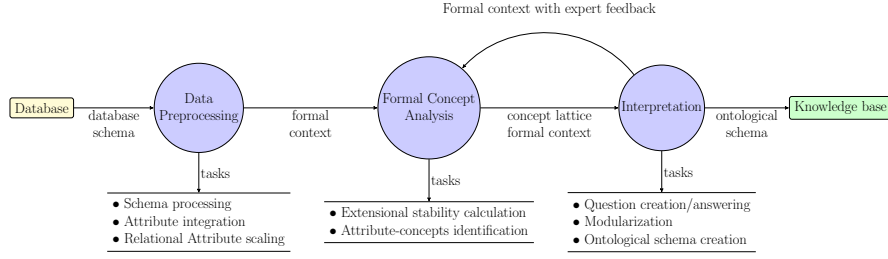 Formal context with expert feedback
Database
database
schema
Data
Preprocessing
formal
context
Formal Concept
Analysis
concept lattice
formal context
Interpretation
ontological
schema
Knowledge base
tasks
• Schema processing
• Attribute integration
• Relational Attribute scaling
tasks
• Extensional stability calculation
• Attribute-concepts identification
tasks
• Question creation/answering
• Modularization
• Ontological schema creation